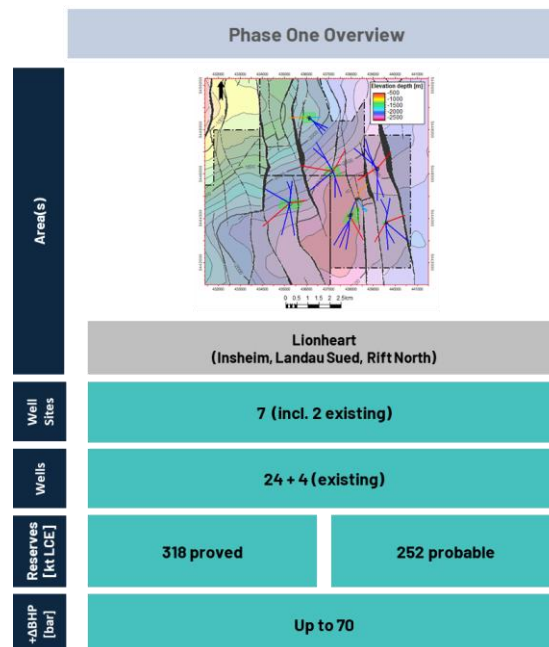 Phase One Overview
Area(s)
Elevation depth [m]
-500
-1000
-1500
-2000
-2500
0 0.5 1 1.5 2 2.5km
Lionheart
(Insheim, Landau Sued, Rift North)
Well
Sites
7 (incl. 2 existing)
Wells
24 + 4 (existing)
Reserves
[kt LCE]
318 proved
252 probable
+ΔBHP
[bar]
Up to 70